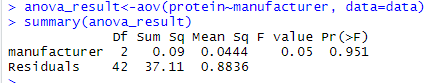 > anova_result<-aov(protein~manufacturer, data=data)
> summary(anova_result)
Df Sum Sq Mean Sq F value Pr(>F)
manufacturer 2 0.09 0.0444 0.05 0.951
Residuals 42 37.11 0.8836
>